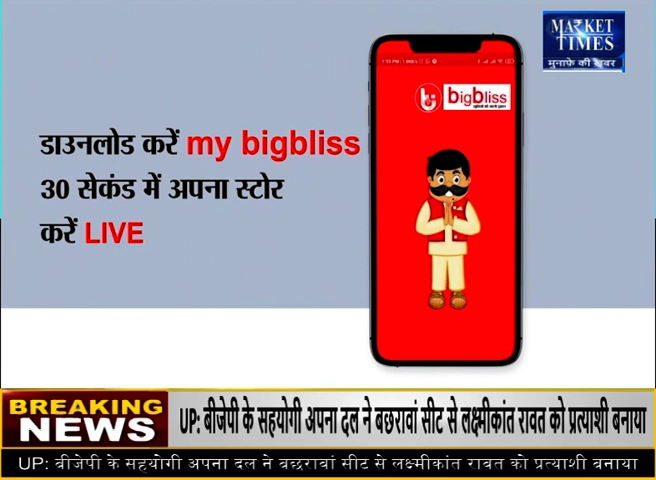 MARKET
TIMES
मुनाफे की खबर
bigbliss
डाउनलोड करें my bigbliss
30 सेकंड में अपना स्टोर
करें LIVE
BREAKING
NEWS
UP: बीजेपी के सहयोगी अपना दल ने बछरावां सीट से लक्ष्मीकांत रावत को प्रत्याशी बनाया
UP: बीजेपी के सहयोगी अपना दल ने बछरावां सीट से लक्ष्मीकांत रावत को प्रत्याशी बनाया